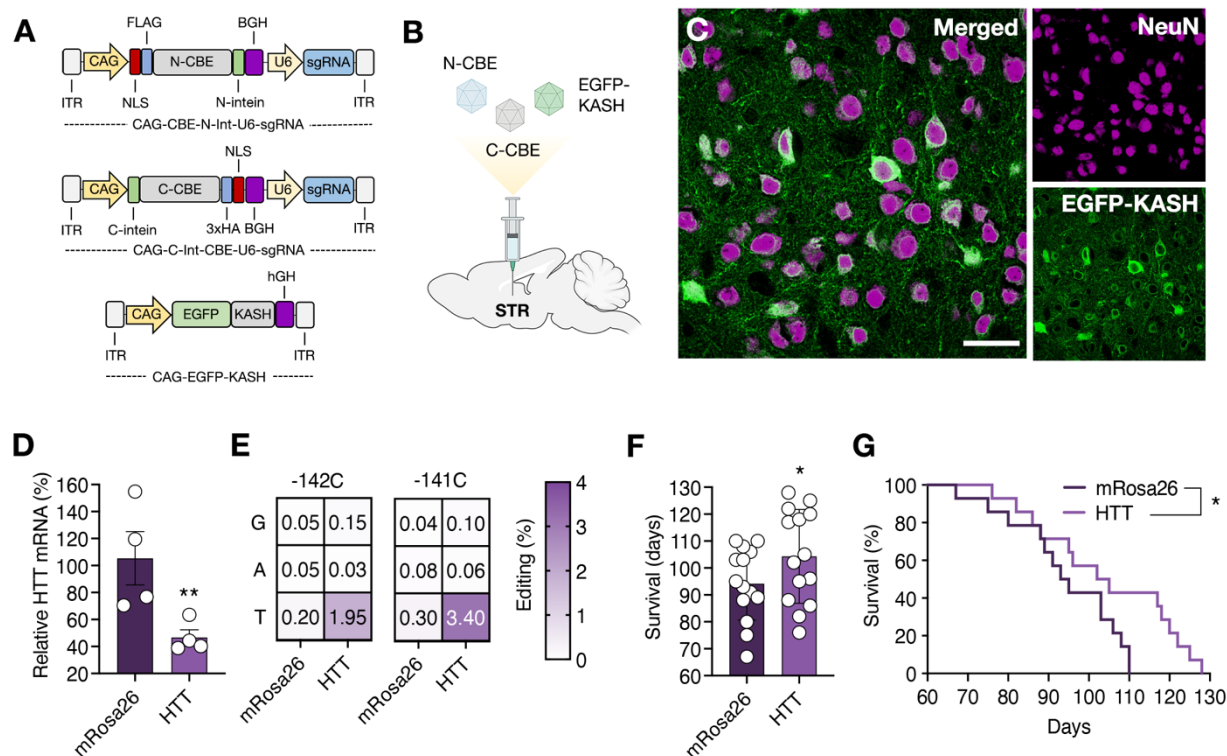 A
FLAG
BGH
CAG
N-CBE
U6
sgRNA
ITR
NLS
N-intein
ITR
CAG-CBE-N-Int-U6-sgRNA
NLS
CAG
C-CBE
U6
sgRNA
ITR
C-intein
3xHA BGH
ITR
CAG-C-Int-CBE-U6-sgRNA
hGH
CAG
EGFP
KASH
ITR
ITR
CAG-EGFP-KASH
B
N-CBE
EGFP-
KASH
C-CBE
STR
C
Merged
NeuN
EGFP-KASH
D
Relative HTT mRNA (%)
160
140
120
100
80
60
40
20
**
mRosa26
HTT
E
-142C
-141C
G
0.05
0.15
0.04
0.10
A
0.05
0.03
0.08
0.06
T
0.20
1.95
0.30
3.40
mRosa26
HTT
mRosa26
HTT
Editing (%)
4
3
2
1
0
F
Survival (days)
130
120
110
100
90
80
70
60
*
mRosa26
HTT
G
Survival (%)
100
80
60
40
20
0
mRosa26
HTT
*
60
70
80
90
100
110
120
130
Days